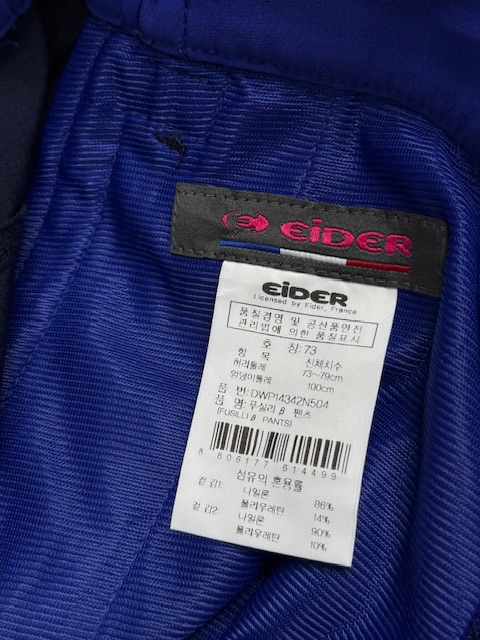 EiDER
EiDER
Licensed by Eider, France
품질경영 및 공산품안전
관리법에 의한 품질표시
호 칭: 73
항 목 신체치수
허리둘레 73~79cm
엉덩이둘레 100cm
품 번: DWP14342N504
품 명: 푸실리 β 팬츠
(FUSILLI β PANTS)
8 806177 614499
섬유의 혼용률
겉 감1: 나일론 86%
폴리우레탄 14%
겉 감2: 나일론 90%
폴리우레탄 10%